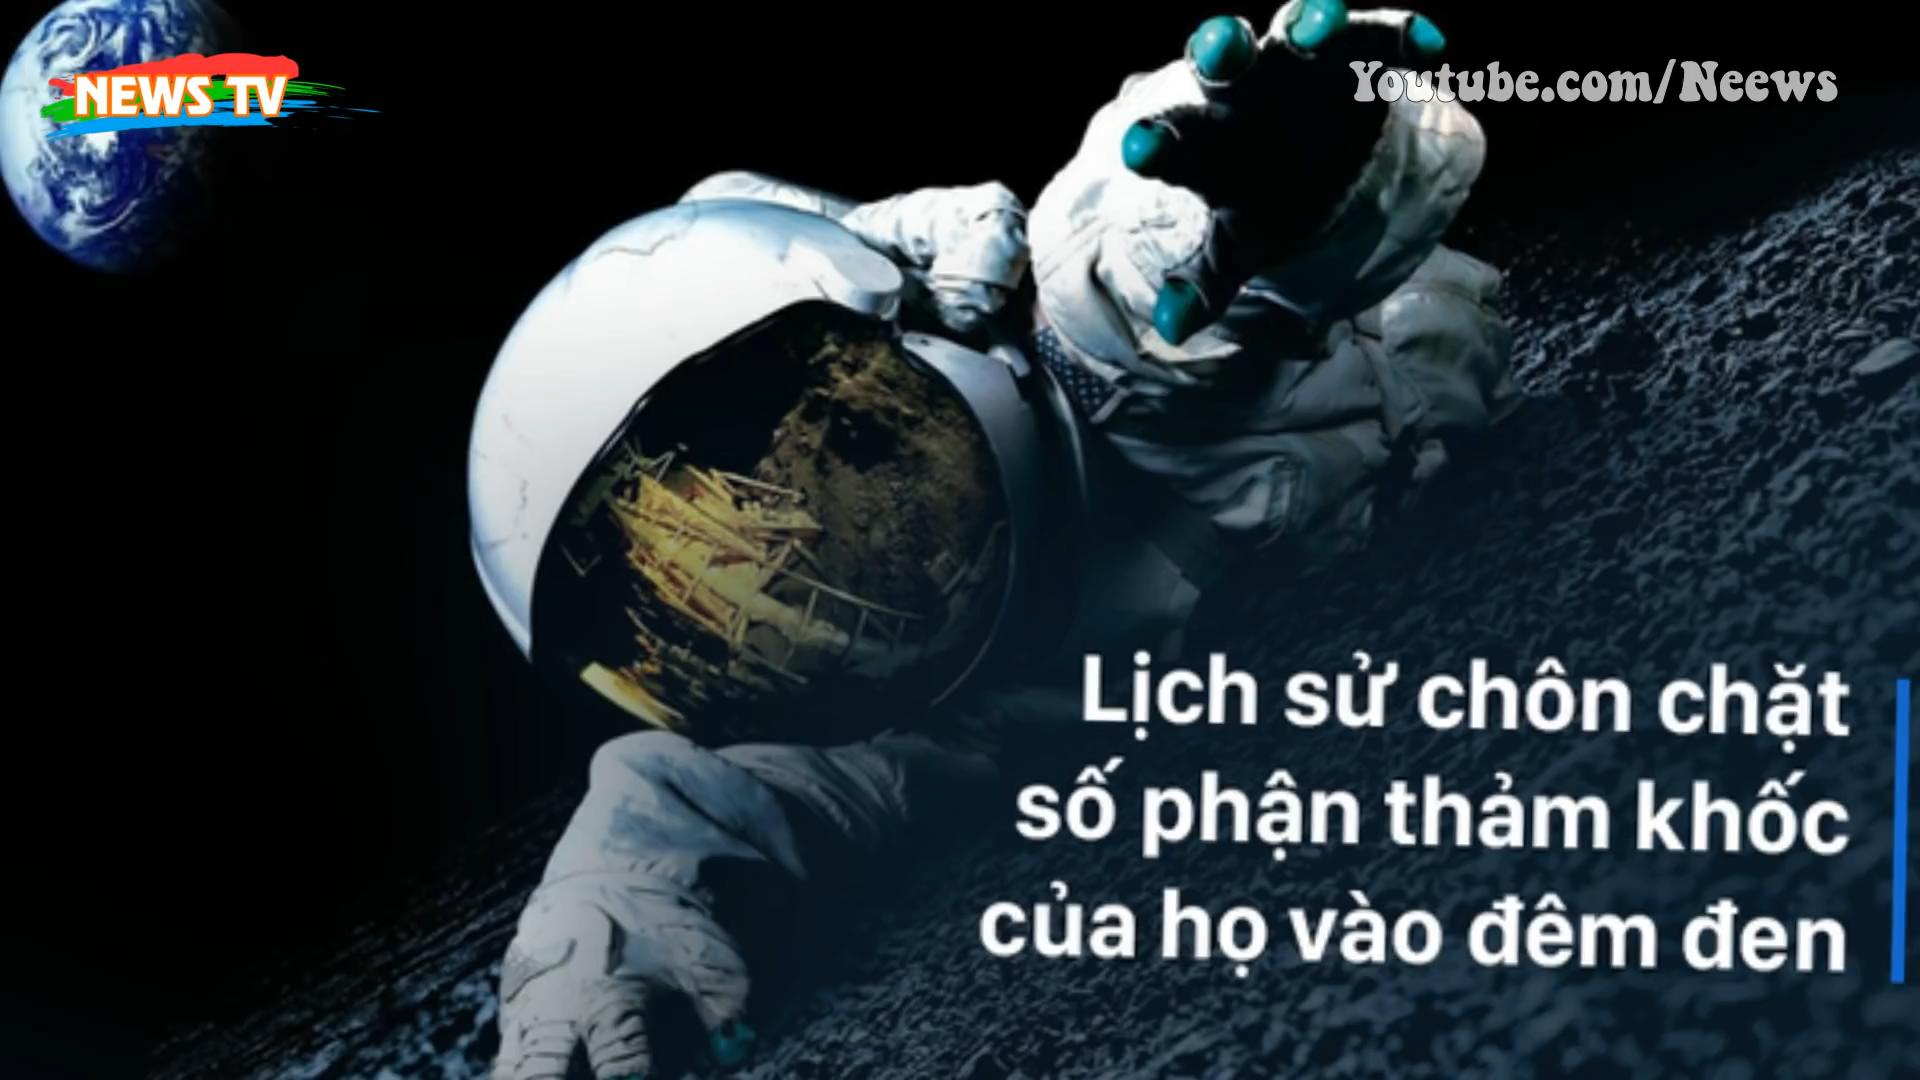 NEWS TV
Youtube.com/Neews
Lịch sử chôn chặt
số phận thảm khốc
của họ vào đêm đen